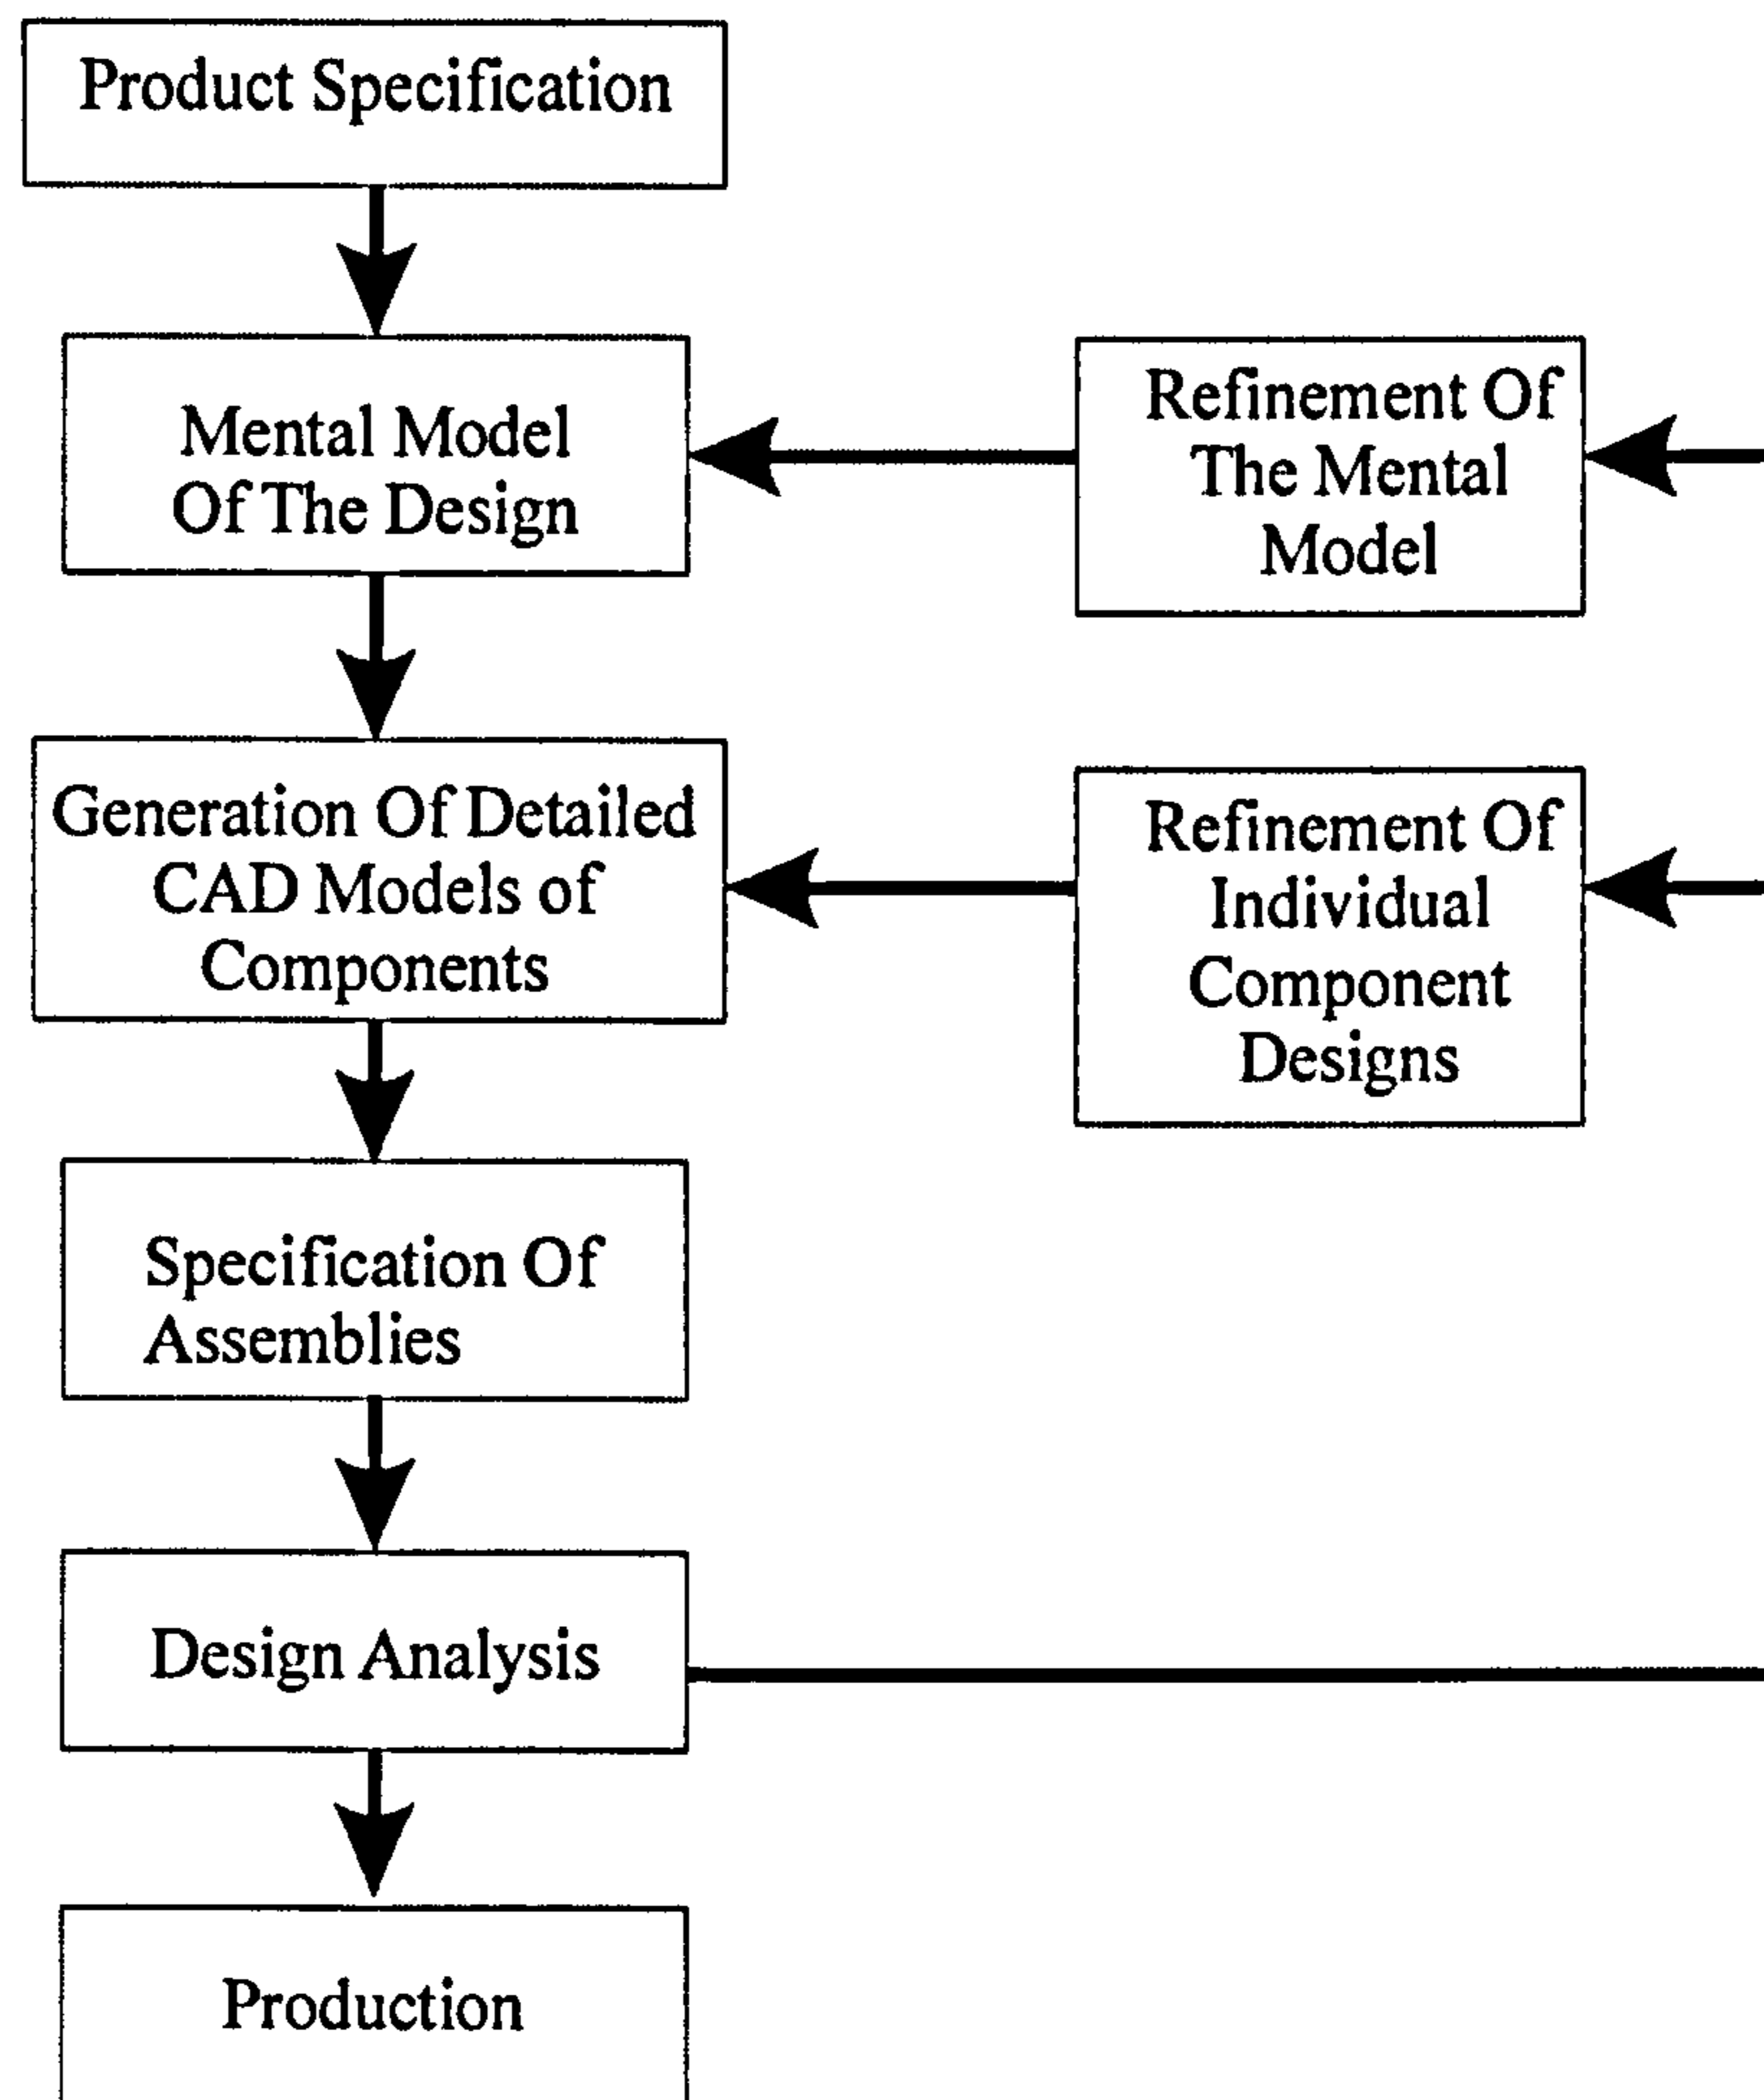 Product Specification
Mental Model
Of The Design
Refinement Of
The Mental
Model
Generation Of Detailed
CAD Models of
Components
Refinement Of
Individual
Component
Designs
Specification Of
Assemblies
Design Analysis
Production